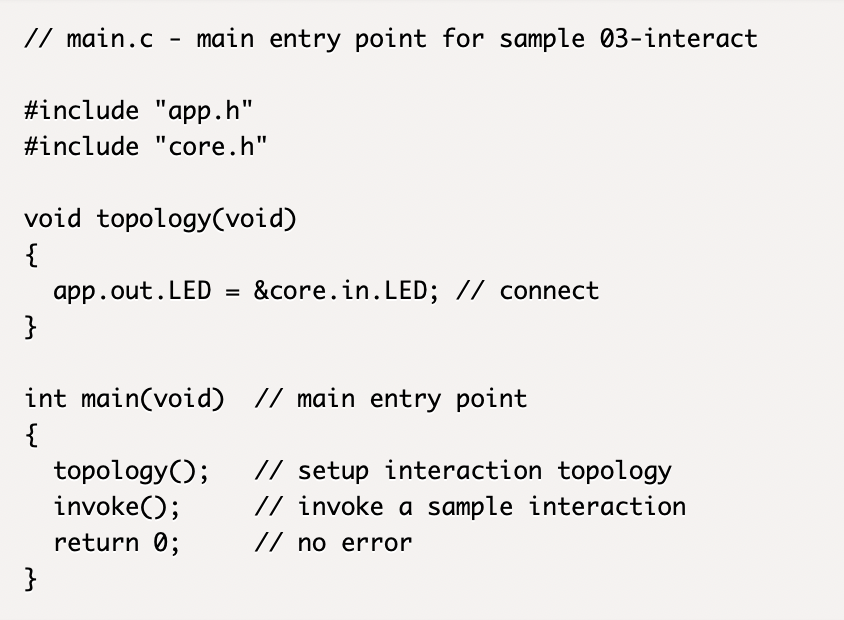 // main.c - main entry point for sample 03-interact
#include "app.h"
#include "core.h"
void topology(void)
{
  app.out.LED = &core.in.LED; // connect
}
int main(void)  // main entry point
{
  topology();   // setup interaction topology
  invoke();     // invoke a sample interaction
  return 0;     // no error
}